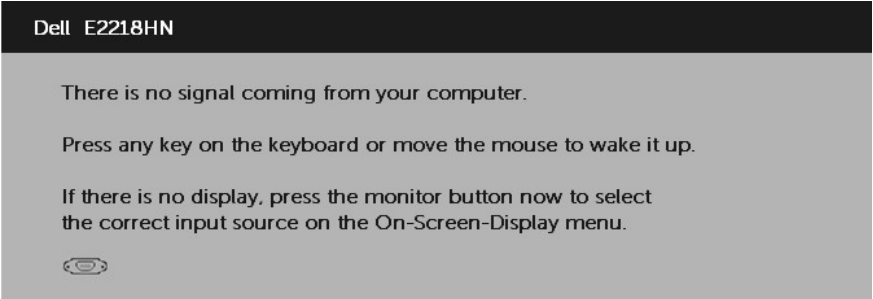 Dell E2218HN
There is no signal coming from your computer.
Press any key on the keyboard or move the mouse to wake it up.
If there is no display, press the monitor button now to select
the correct input source on the On-Screen-Display menu.